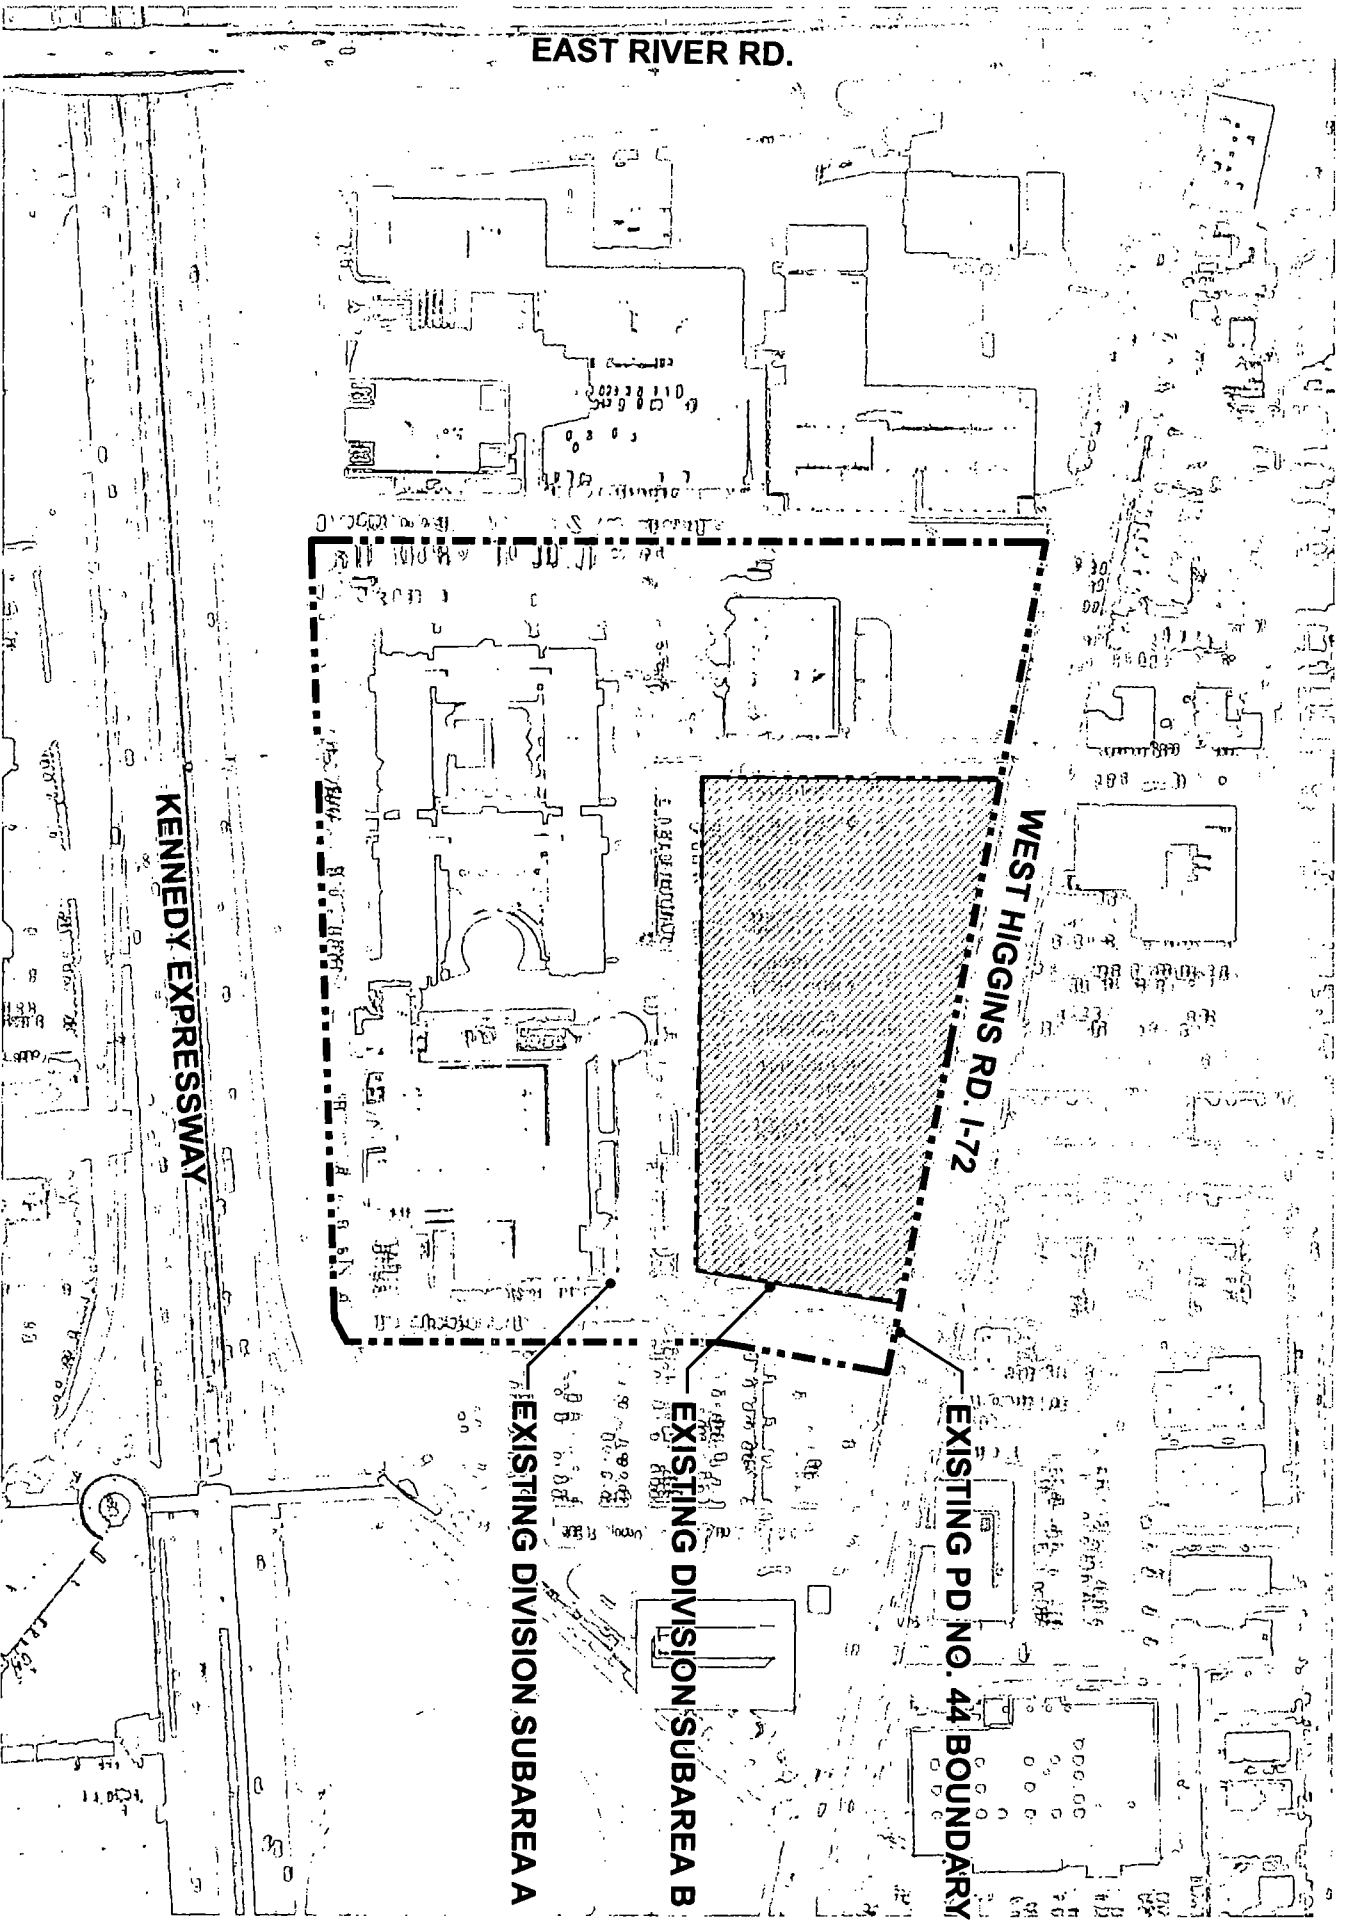 EAST RIVER RD.
WEST HIGGINS RD. I-72
KENNEDY EXPRESSWAY
EXISTING PD NO. 44 BOUNDARY
EXISTING DIVISION SUBAREA B
EXISTING DIVISION SUBAREA A